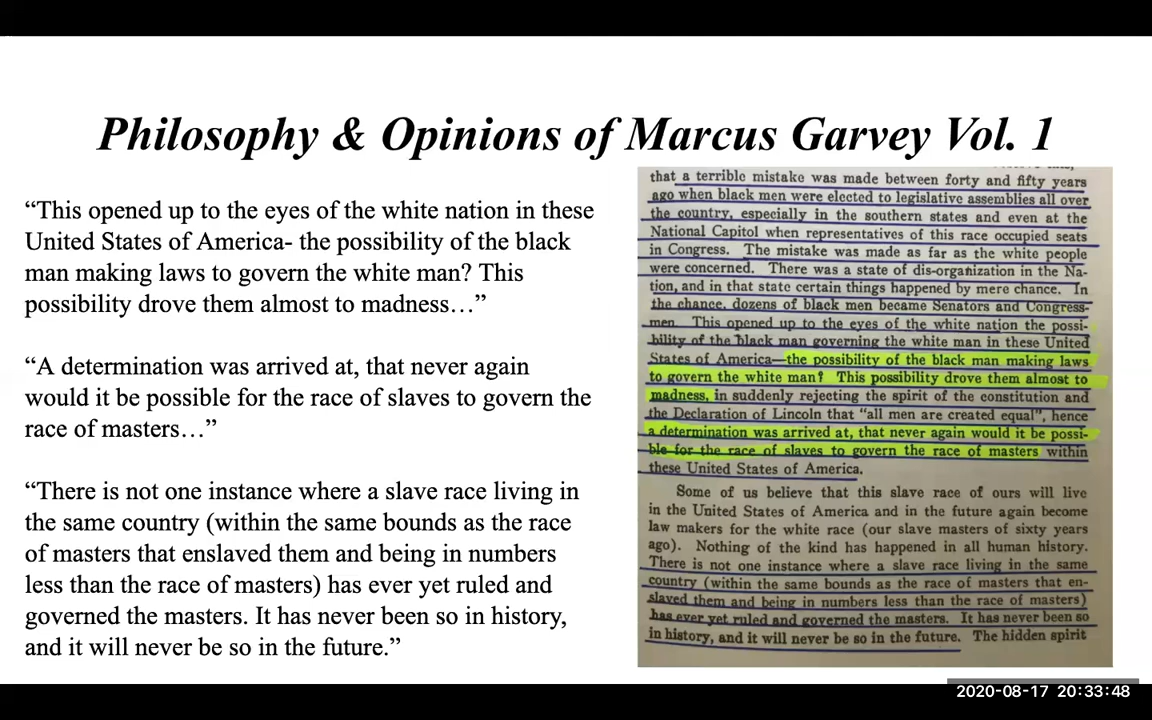 Philosophy & Opinions of Marcus Garvey Vol. 1
“This opened up to the eyes of the white nation in these
United States of America- the possibility of the black
man making laws to govern the white man? This
possibility drove them almost to madness…”
“A determination was arrived at, that never again
would it be possible for the race of slaves to govern the
race of masters…”
“There is not one instance where a slave race living in
the same country (within the same bounds as the race
of masters that enslaved them and being in numbers
less than the race of masters) has ever yet ruled and
governed the masters. It has never been so in history,
and it will never be so in the future.”
that a terrible mistake was made between forty and fifty years
ago when black men were elected to legislative assemblies all over
the country, especially in the southern states and even at the
National Capitol when representatives of this race occupied seats
in Congress. The mistake was made as far as the white people
were concerned. There was a state of dis-organization in the Na-
tion, and in that state certain things happened by mere chance. In
the chance, dozens of black men became Senators and Congress-
men. This opened up to the eyes of the white nation the possi-
bility of the black man governing the white man in these United
States of America—the possibility of the black man making laws
to govern the white man? This possibility drove them almost to
madness, in suddenly rejecting the spirit of the constitution and
the Declaration of Lincoln that "all men are created equal", hence
a determination was arrived at, that never again would it be possi-
ble for the race of slaves to govern the race of masters within
these United States of America.
Some of us believe that this slave race of ours will live
in the United States of America and in the future again become
law makers for the white race (our slave masters of sixty years
ago). Nothing of the kind has happened in all human history.
There is not one instance where a slave race living in the same
country (within the same bounds as the race of masters that en-
slaved them and being in numbers less than the race of masters)
has ever yet ruled and governed the masters. It has never been so
in history, and it will never be so in the future. The hidden spirit
2020-08-17 20:33:48